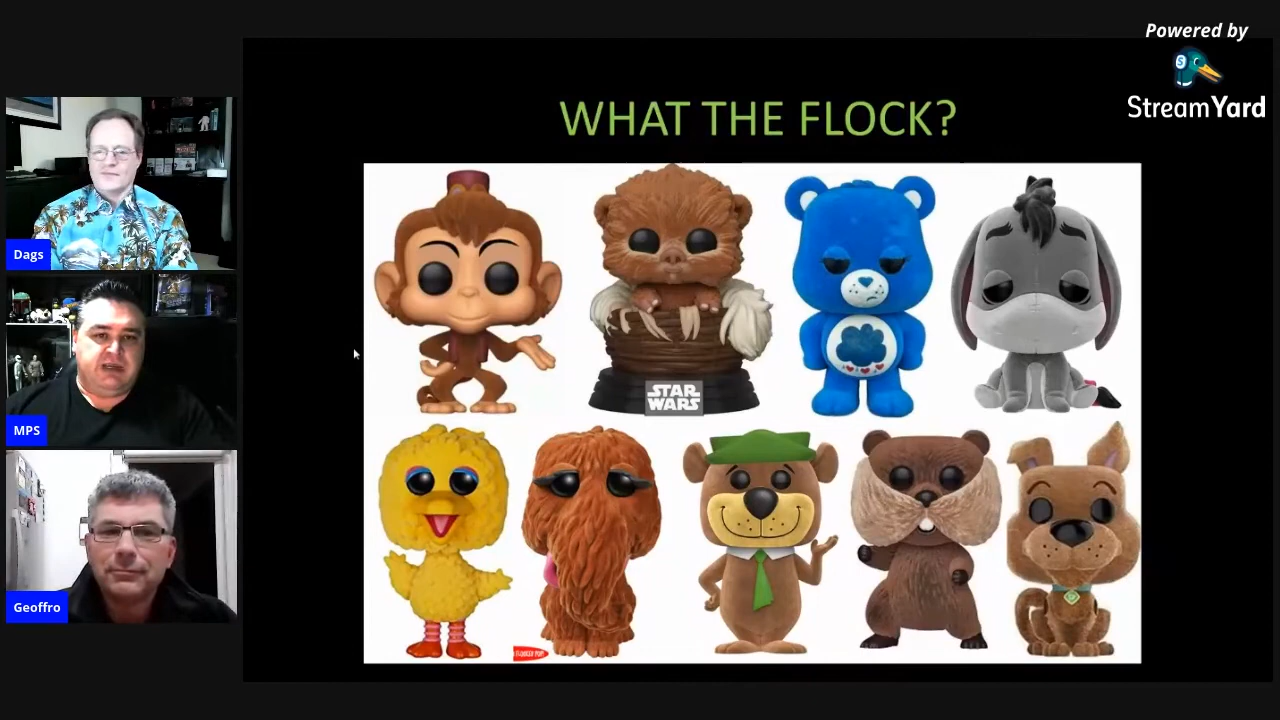 Powered by
StreamYard
WHAT THE FLOCK?
Dags
STAR
WARS
MPS
Geoffro